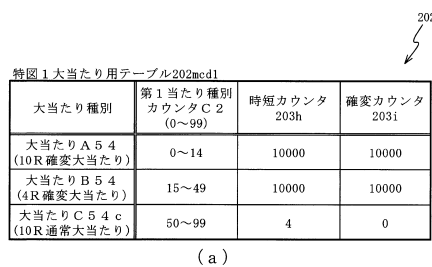 202
特図１大当たり用テーブル202mcd1
大当たり種別
第１当たり種別
カウンタＣ２
(0～99)
時短カウンタ
203h
確変カウンタ
203i
大当たりＡ５４
(10R確変大当たり)
0～14
10000
10000
大当たりＢ５４
(4R確変大当たり)
15～49
10000
10000
大当たりＣ５４ｃ
(10R通常大当たり)
50～99
4
0
(a)